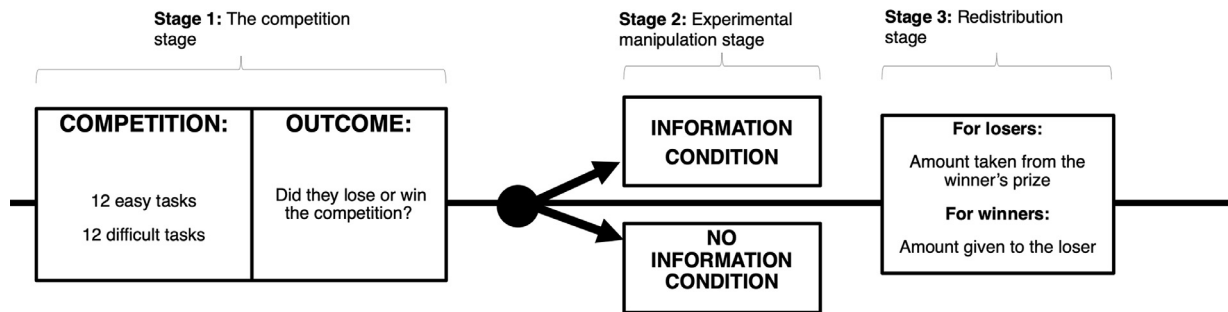 Stage 1: The competition
stage
Stage 2: Experimental
manipulation stage
Stage 3: Redistribution
stage
COMPETITION:
12 easy tasks
12 difficult tasks
OUTCOME:
Did they lose or win
the competition?
INFORMATION
CONDITION
NO
INFORMATION
CONDITION
For losers:
Amount taken from the
winner's prize
For winners:
Amount given to the loser